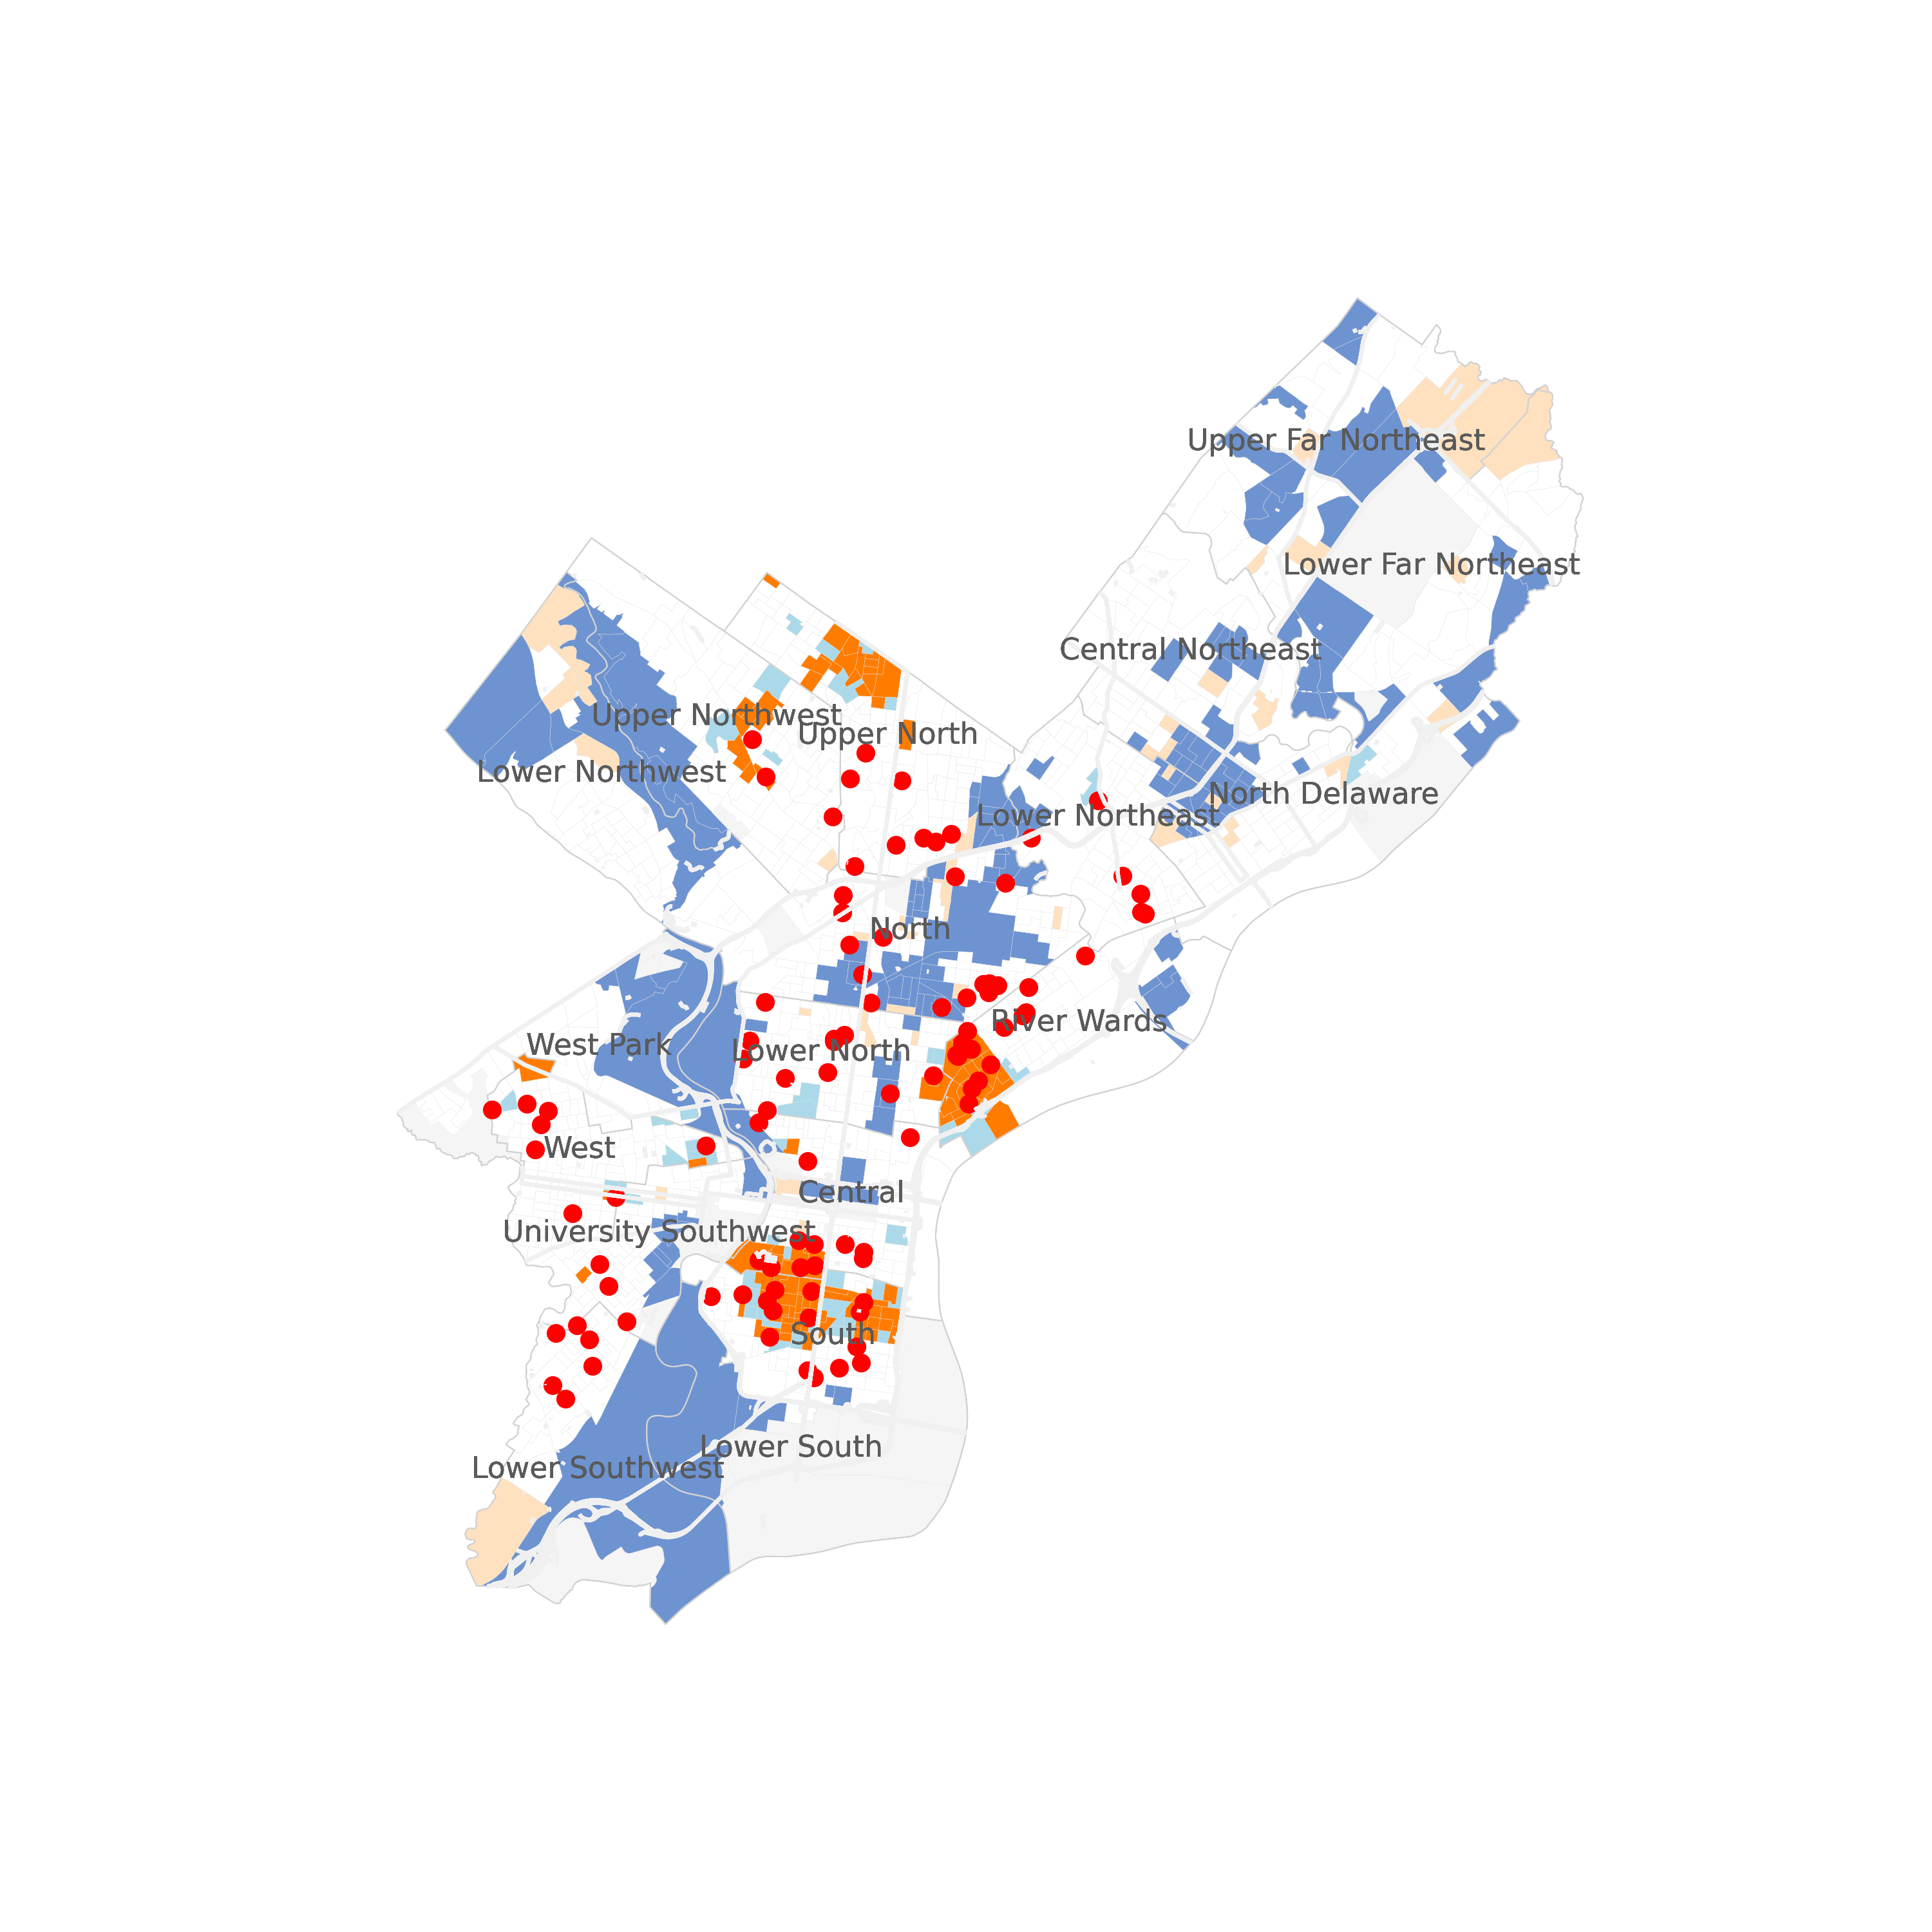 Upper Far Northeast
Lower Far Northeast
Central Northeast
Upper Northwest
Upper North
Lower Northwest
North Delaware
Lower Northeast
North
River Wards
West Park
Lower North
West
Central
University Southwest
South
Lower South
Lower Southwest